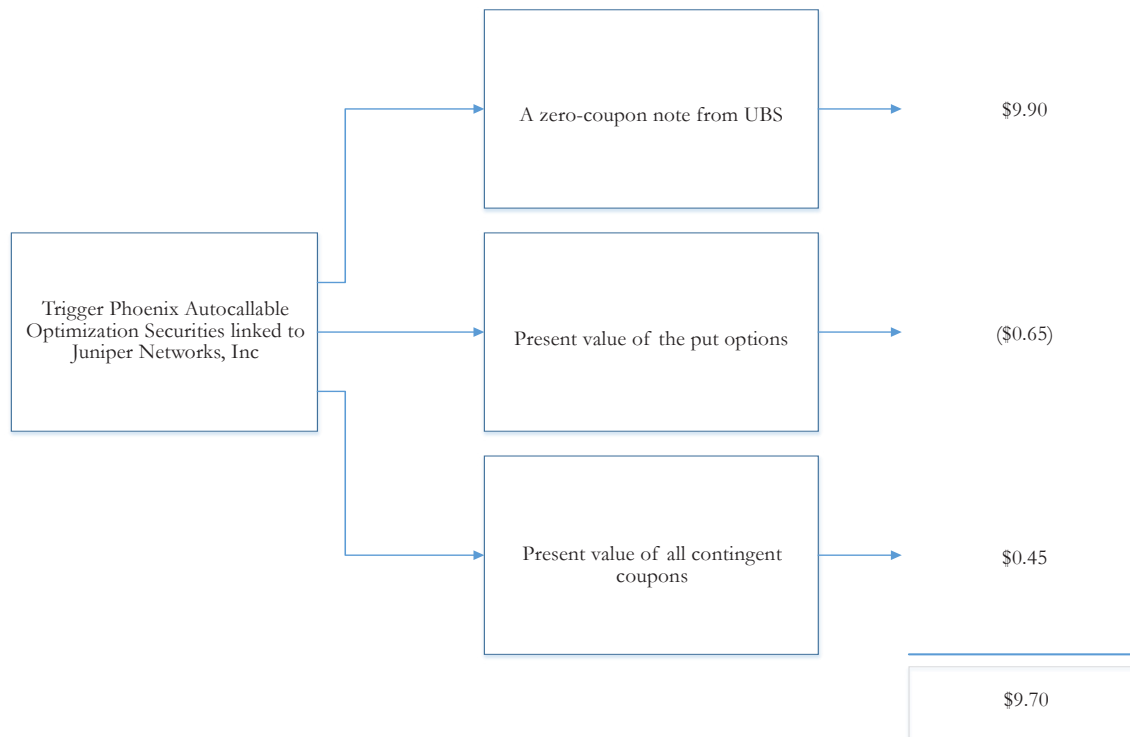 A zero-coupon note from UBS
$9.90
Trigger Phoenix Autocallable
Optimization Securities linked to
Juniper Networks, Inc
Present value of the put options
($0.65)
Present value of all contingent
coupons
$0.45
$9.70